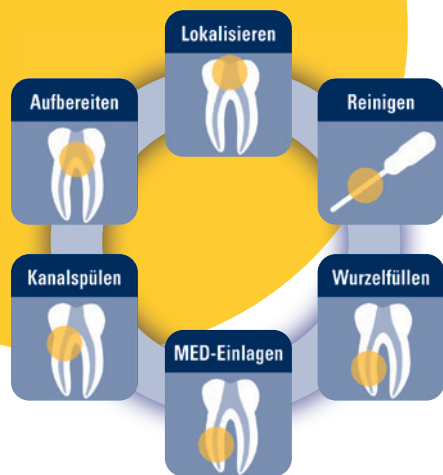 Lokalisieren
Aufbereiten
Reinigen
Kanalspülen
Wurzelfüllen
MED-Einlagen